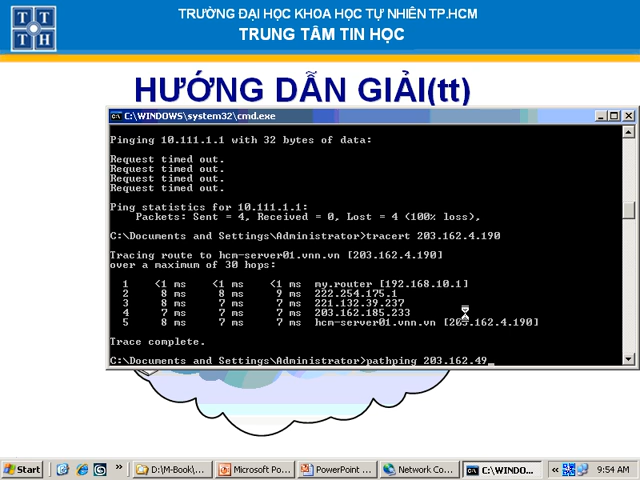 TRƯỜNG ĐẠI HỌC KHOA HỌC TỰ NHIÊN TP.HCM
TRUNG TÂM TIN HỌC
T T
T H
HƯỚNG DẪN GIẢI(tt)
C:\WINDOWS\system32\cmd.exe
Pinging 10.111.1.1 with 32 bytes of data:
Request timed out.
Request timed out.
Request timed out.
Request timed out.
Ping statistics for 10.111.1.1:
Packets: Sent = 4, Received = 0, Lost = 4 (100% loss),
C:\Documents and Settings\Administrator>tracert 203.162.4.190
Tracing route to hcm-server01.vnn.vn [203.162.4.190]
over a maximum of 30 hops:
1 <1 ms <1 ms <1 ms my.router [192.168.10.1]
2 8 ms 8 ms 9 ms 222.254.175.1
3 8 ms 7 ms 7 ms 221.132.39.237
4 7 ms 7 ms 7 ms 203.162.185.233
5 8 ms 7 ms 7 ms hcm-server01.vnn.vn [203.162.4.190]
Trace complete.
C:\Documents and Settings\Administrator>pathping 203.162.49_
Start » D:\M-Book\... Microsoft Po... PowerPoint ... Network Co... C:\WINDO... « 9:54 AM